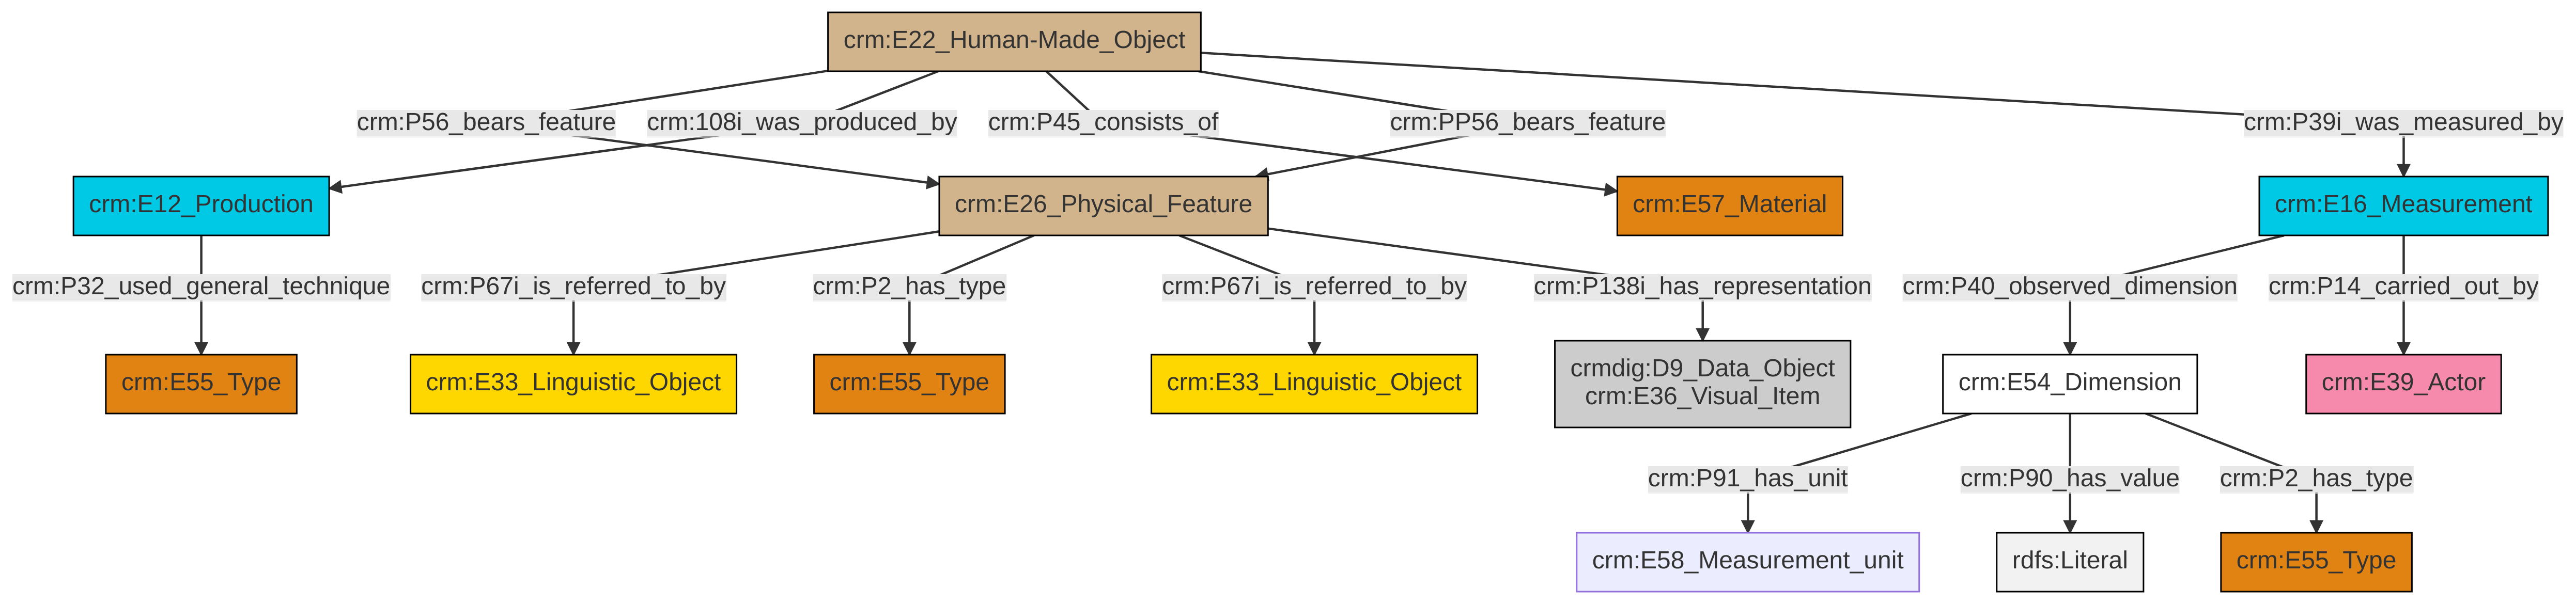 crm:E22_Human-Made_Object
crm:P56_bears_feature
crm:108i_was_produced_by
crm:P45_consists_of
crm:PP56_bears_feature
crm:P39i_was_measured_by
crm:E12_Production
crm:E26_Physical_Feature
crm:E57_Material
crm:E16_Measurement
crm:P32_used_general_technique
crm:P67i_is_referred_to_by
crm:P2_has_type
crm:P67i_is_referred_to_by
crm:P138i_has_representation
crm:P40_observed_dimension
crm:P14_carried_out_by
crm:E55_Type
crm:E33_Linguistic_Object
crm:E55_Type
crm:E33_Linguistic_Object
crmdig:D9_Data_Object
crm:E36_Visual_Item
crm:E54_Dimension
crm:E39_Actor
crm:P91_has_unit
crm:P90_has_value
crm:P2_has_type
crm:E58_Measurement_unit
rdfs:Literal
crm:E55_Type